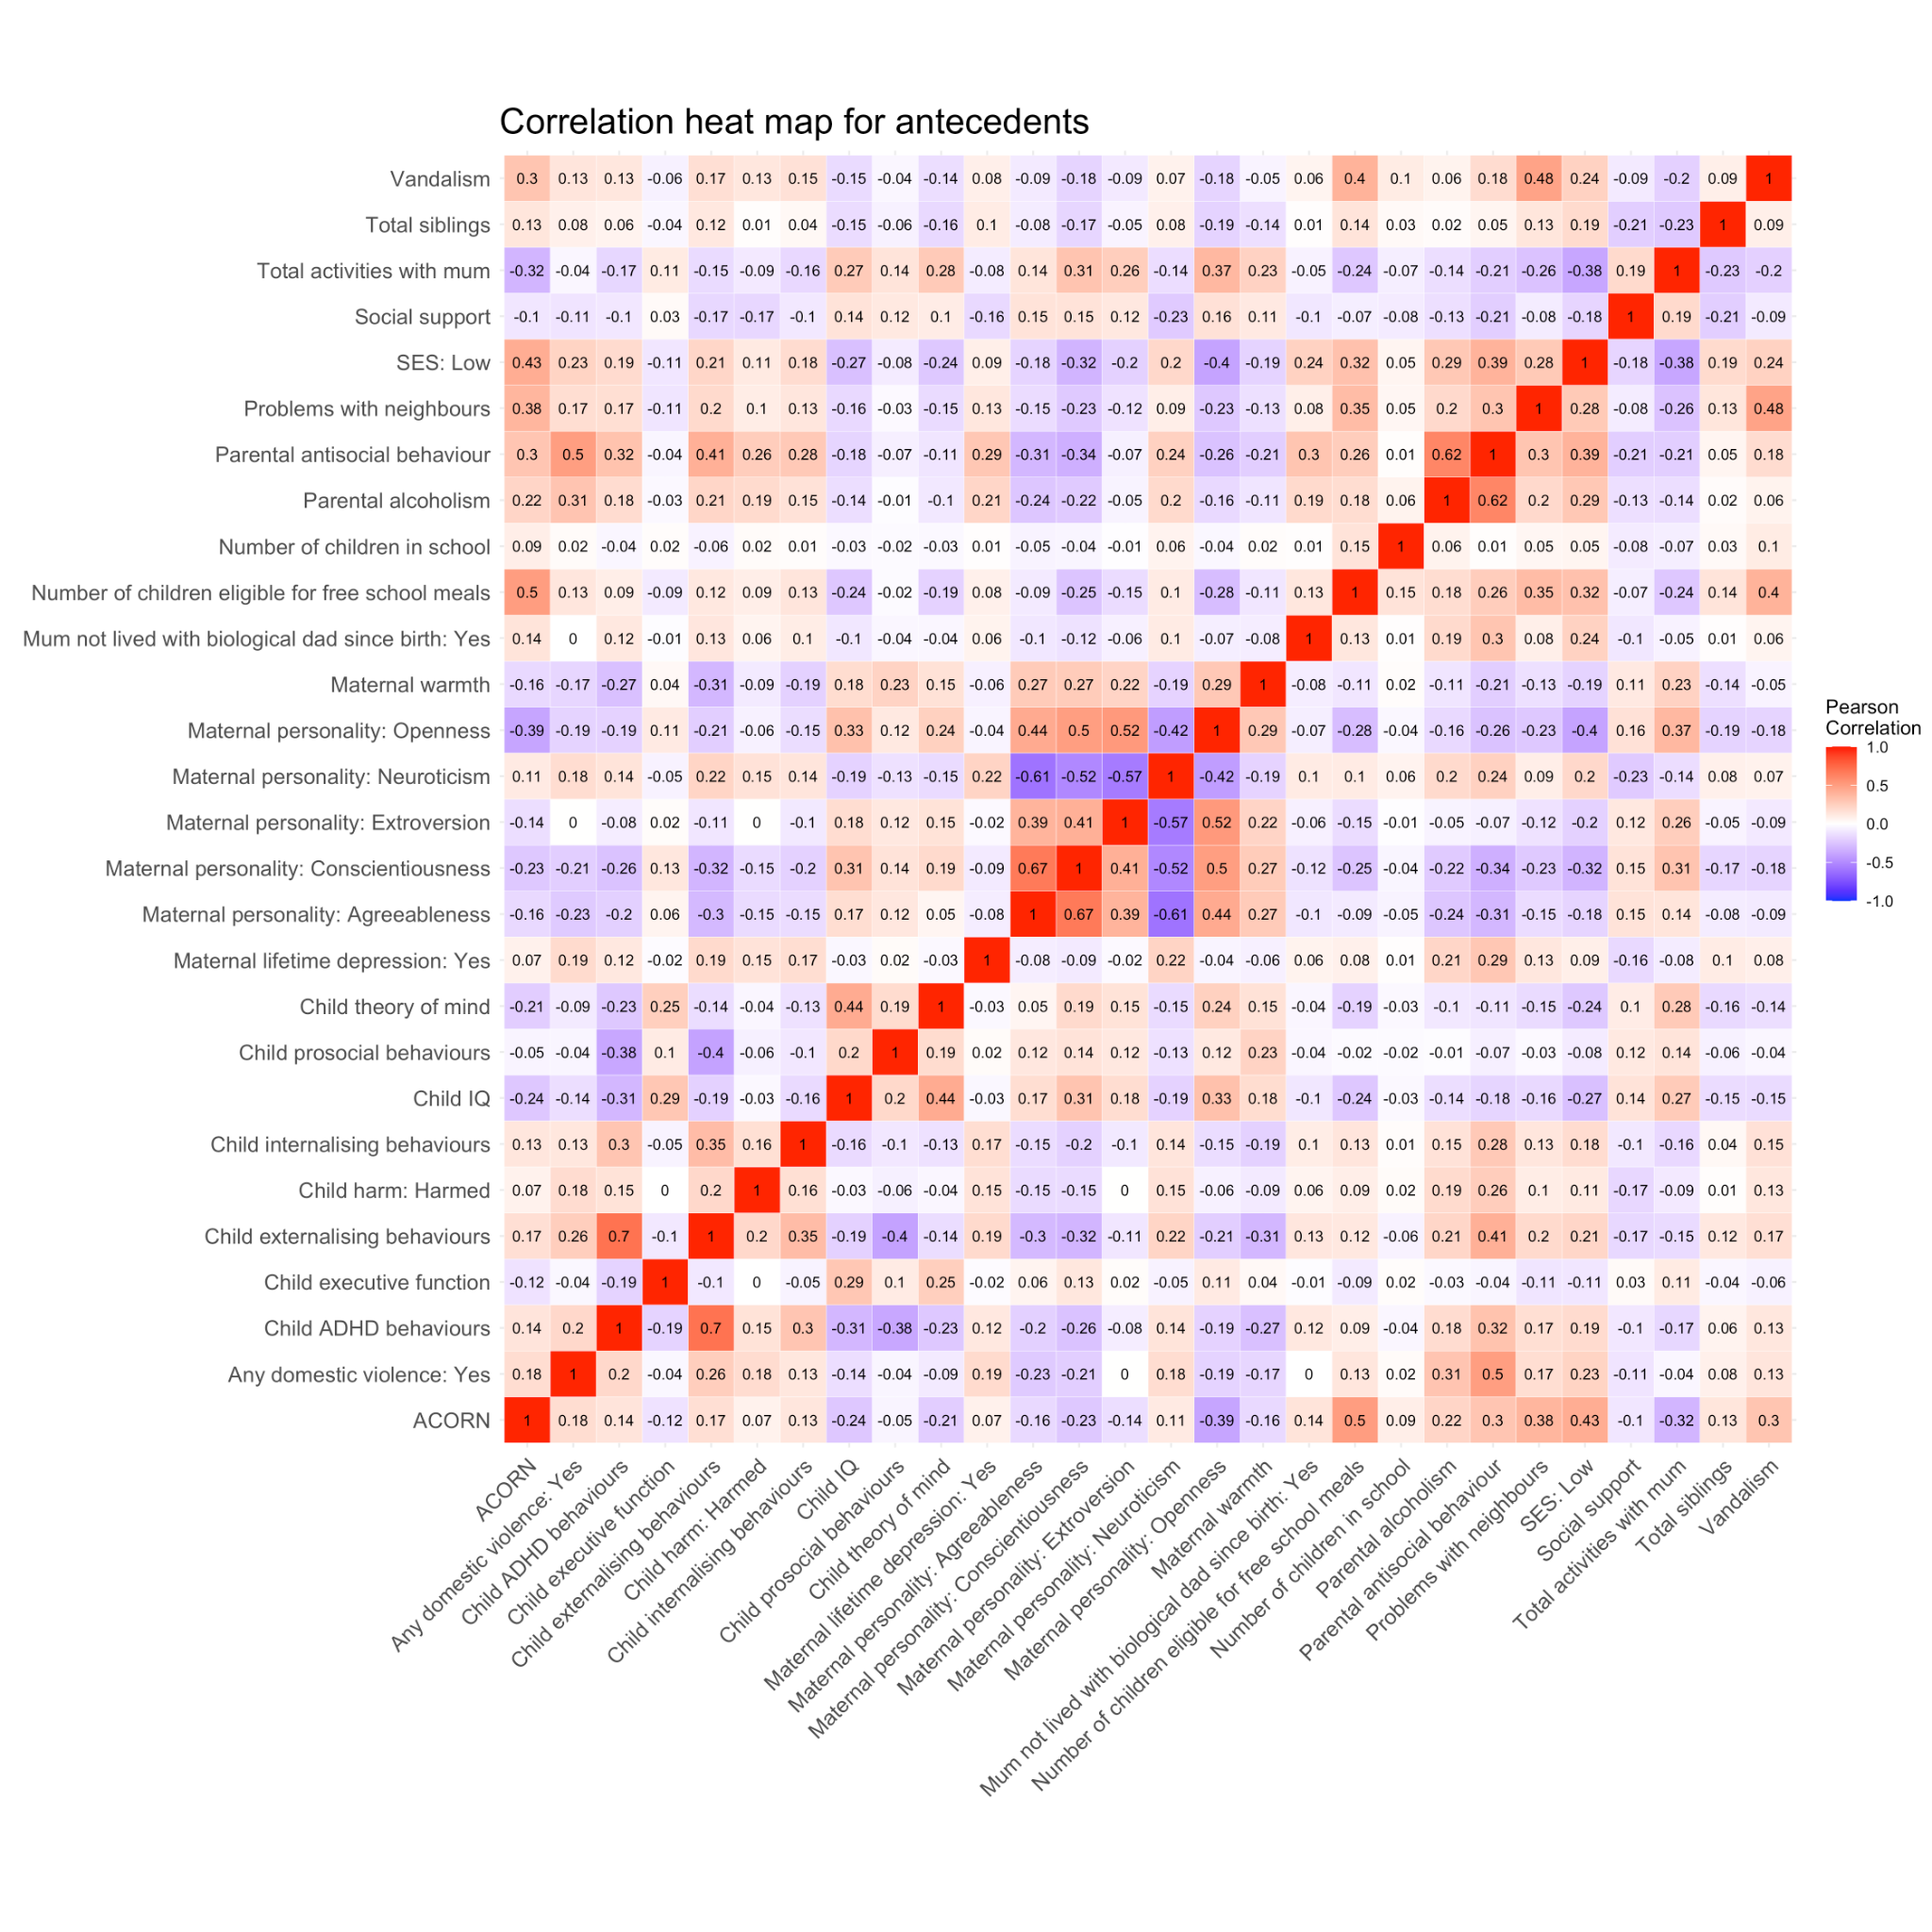 Correlation heat map for antecedents
Vandalism 0.3 0.13 0.13 -0.06 0.17 0.13 0.15 -0.15 -0.04 -0.14 0.08 -0.09 -0.18 -0.09 0.07 -0.18 -0.05 0.06 0.4 0.1 0.06 0.18 0.48 0.24 -0.09 -0.2 0.09 1
Total siblings 0.13 0.08 0.06 -0.04 0.12 0.01 0.04 -0.15 -0.06 -0.16 0.1 -0.08 -0.17 -0.05 0.08 -0.19 -0.14 0.01 0.14 0.03 0.02 0.05 0.13 0.19 -0.21 -0.23 1 0.09
Total activities with mum -0.32 -0.04 -0.17 0.11 -0.15 -0.09 -0.16 0.27 0.14 0.28 -0.08 0.14 0.31 0.26 -0.14 0.37 0.23 -0.05 -0.24 -0.07 -0.14 -0.21 -0.26 -0.38 0.19 1 -0.23 -0.2
Social support -0.1 -0.11 -0.1 0.03 -0.17 -0.17 -0.1 0.14 0.12 0.1 -0.16 0.15 0.15 0.12 -0.23 0.16 0.11 -0.1 -0.07 -0.08 -0.13 -0.21 -0.08 -0.18 1 0.19 -0.21 -0.09
SES: Low 0.43 0.23 0.19 -0.11 0.21 0.11 0.18 -0.27 -0.08 -0.24 0.09 -0.18 -0.32 -0.2 0.2 -0.4 -0.19 0.24 0.32 0.05 0.29 0.39 0.28 1 -0.18 -0.38 0.19 0.24
Problems with neighbours 0.38 0.17 0.17 -0.11 0.2 0.1 0.13 -0.16 -0.03 -0.15 0.13 -0.15 -0.23 -0.12 0.09 -0.23 -0.13 0.08 0.35 0.05 0.2 0.3 1 0.28 -0.08 -0.26 0.13 0.48
Parental antisocial behaviour 0.3 0.5 0.32 -0.04 0.41 0.26 0.28 -0.18 -0.07 -0.11 0.29 -0.31 -0.34 -0.07 0.24 -0.26 -0.21 0.3 0.26 0.01 0.62 1 0.3 0.39 -0.21 -0.21 0.05 0.18
Parental alcoholism 0.22 0.31 0.18 -0.03 0.21 0.19 0.15 -0.14 -0.01 -0.1 0.21 -0.24 -0.22 -0.05 0.2 -0.16 -0.11 0.19 0.18 0.06 1 0.62 0.2 0.29 -0.13 -0.14 0.02 0.06
Number of children in school 0.09 0.02 -0.04 0.02 -0.06 0.02 0.01 -0.03 -0.02 -0.03 0.01 -0.05 -0.04 -0.01 0.06 -0.04 0.02 0.01 0.15 1 0.06 0.01 0.05 0.05 -0.08 -0.07 0.03 0.1
Number of children eligible for free school meals 0.5 0.13 0.09 -0.09 0.12 0.09 0.13 -0.24 -0.02 -0.19 0.08 -0.09 -0.25 -0.15 0.1 -0.28 -0.11 0.13 1 0.15 0.18 0.26 0.35 0.32 -0.07 -0.24 0.14 0.4
Mum not lived with biological dad since birth: Yes 0.14 0 0.12 -0.01 0.13 0.06 0.1 -0.1 -0.04 -0.04 0.06 -0.1 -0.12 -0.06 0.1 -0.07 -0.08 1 0.13 0.01 0.19 0.3 0.08 0.24 -0.1 -0.05 0.01 0.06
Maternal warmth -0.16 -0.17 -0.27 0.04 -0.31 -0.09 -0.19 0.18 0.23 0.15 -0.06 0.27 0.27 0.22 -0.19 0.29 1 -0.08 -0.11 0.02 -0.11 -0.21 -0.13 -0.19 0.11 0.23 -0.14 -0.05
Maternal personality: Openness -0.39 -0.19 -0.19 0.11 -0.21 -0.06 -0.15 0.33 0.12 0.24 -0.04 0.44 0.5 0.52 -0.42 1 0.29 -0.07 -0.28 -0.04 -0.16 -0.26 -0.23 -0.4 0.16 0.37 -0.19 -0.18
Maternal personality: Neuroticism 0.11 0.18 0.14 -0.05 0.22 0.15 0.14 -0.19 -0.13 -0.15 0.22 -0.61 -0.52 -0.57 1 -0.42 -0.19 0.1 0.1 0.06 0.2 0.24 0.09 0.2 -0.23 -0.14 0.08 0.07
Maternal personality: Extroversion -0.14 0 -0.08 0.02 -0.11 0 -0.1 0.18 0.12 0.15 -0.02 0.39 0.41 1 -0.57 0.52 0.22 -0.06 -0.15 -0.01 -0.05 -0.07 -0.12 -0.2 0.12 0.26 -0.05 -0.09
Maternal personality: Conscientiousness -0.23 -0.21 -0.26 0.13 -0.32 -0.15 -0.2 0.31 0.14 0.19 -0.09 0.67 1 0.41 -0.52 0.5 0.27 -0.12 -0.25 -0.04 -0.22 -0.34 -0.23 -0.32 0.15 0.31 -0.17 -0.18
Maternal personality: Agreeableness -0.16 -0.23 -0.2 0.06 -0.3 -0.15 -0.15 0.17 0.12 0.05 -0.08 1 0.67 0.39 -0.61 0.44 0.27 -0.1 -0.09 -0.05 -0.24 -0.31 -0.15 -0.18 0.15 0.14 -0.08 -0.09
Maternal lifetime depression: Yes 0.07 0.19 0.12 -0.02 0.19 0.15 0.17 -0.03 0.02 -0.03 1 -0.08 -0.09 -0.02 0.22 -0.04 -0.06 0.06 0.08 0.01 0.21 0.29 0.13 0.09 -0.16 -0.08 0.1 0.08
Child theory of mind -0.21 -0.09 -0.23 0.25 -0.14 -0.04 -0.13 0.44 0.19 1 -0.03 0.05 0.19 0.15 -0.15 0.24 0.15 -0.04 -0.19 -0.03 -0.1 -0.11 -0.15 -0.24 0.1 0.28 -0.16 -0.14
Child prosocial behaviours -0.05 -0.04 -0.38 0.1 -0.4 -0.06 -0.1 0.2 1 0.19 0.02 0.12 0.14 0.12 -0.13 0.12 0.23 -0.04 -0.02 -0.02 -0.01 -0.07 -0.03 -0.08 0.12 0.14 -0.06 -0.04
Child IQ -0.24 -0.14 -0.31 0.29 -0.19 -0.03 -0.16 1 0.2 0.44 -0.03 0.17 0.31 0.18 -0.19 0.33 0.18 -0.1 -0.24 -0.03 -0.14 -0.18 -0.16 -0.27 0.14 0.27 -0.15 -0.15
Child internalising behaviours 0.13 0.13 0.3 -0.05 0.35 0.16 1 -0.16 -0.1 -0.13 0.17 -0.15 -0.2 -0.1 0.14 -0.15 -0.19 0.1 0.13 0.01 0.15 0.28 0.13 0.18 -0.1 -0.16 0.04 0.15
Child harm: Harmed 0.07 0.18 0.15 0 0.2 1 0.16 -0.03 -0.06 -0.04 0.15 -0.15 -0.15 0 0.15 -0.06 -0.09 0.06 0.09 0.02 0.19 0.26 0.1 0.11 -0.17 -0.09 0.01 0.13
Child externalising behaviours 0.17 0.26 0.7 -0.1 1 0.2 0.35 -0.19 -0.4 -0.14 0.19 -0.3 -0.32 -0.11 0.22 -0.21 -0.31 0.13 0.12 -0.06 0.21 0.41 0.2 0.21 -0.17 -0.15 0.12 0.17
Child executive function -0.12 -0.04 -0.19 1 -0.1 0 -0.05 0.29 0.1 0.25 -0.02 0.06 0.13 0.02 -0.05 0.11 0.04 -0.01 -0.09 0.02 -0.03 -0.04 -0.11 -0.11 0.03 0.11 -0.04 -0.06
Child ADHD behaviours 0.14 0.2 1 -0.19 0.7 0.15 0.3 -0.31 -0.38 -0.23 0.12 -0.2 -0.26 -0.08 0.14 -0.19 -0.27 0.12 0.09 -0.04 0.18 0.32 0.17 0.19 -0.1 -0.17 0.06 0.13
Any domestic violence: Yes 0.18 1 0.2 -0.04 0.26 0.18 0.13 -0.14 -0.04 -0.09 0.19 -0.23 -0.21 0 0.18 -0.19 -0.17 0 0.13 0.02 0.31 0.5 0.17 0.23 -0.11 -0.04 0.08 0.13
ACORN 1 0.18 0.14 -0.12 0.17 0.07 0.13 -0.24 -0.05 -0.21 0.07 -0.16 -0.23 -0.14 0.11 -0.39 -0.16 0.14 0.5 0.09 0.22 0.3 0.38 0.43 -0.1 -0.32 0.13 0.3
ACORN
Any domestic violence: Yes
Child ADHD behaviours
Child executive function
Child externalising behaviours
Child harm: Harmed
Child internalising behaviours
Child IQ
Child prosocial behaviours
Child theory of mind
Maternal lifetime depression: Yes
Maternal personality: Agreeableness
Maternal personality: Conscientiousness
Maternal personality: Extroversion
Maternal personality: Neuroticism
Maternal personality: Openness
Maternal warmth
Mum not lived with biological dad since birth: Yes
Number of children eligible for free school meals
Number of children in school
Parental alcoholism
Parental antisocial behaviour
Problems with neighbours
SES: Low
Social support
Total activities with mum
Total siblings
Vandalism
Pearson
Correlation
1.0
0.5
0.0
-0.5
-1.0